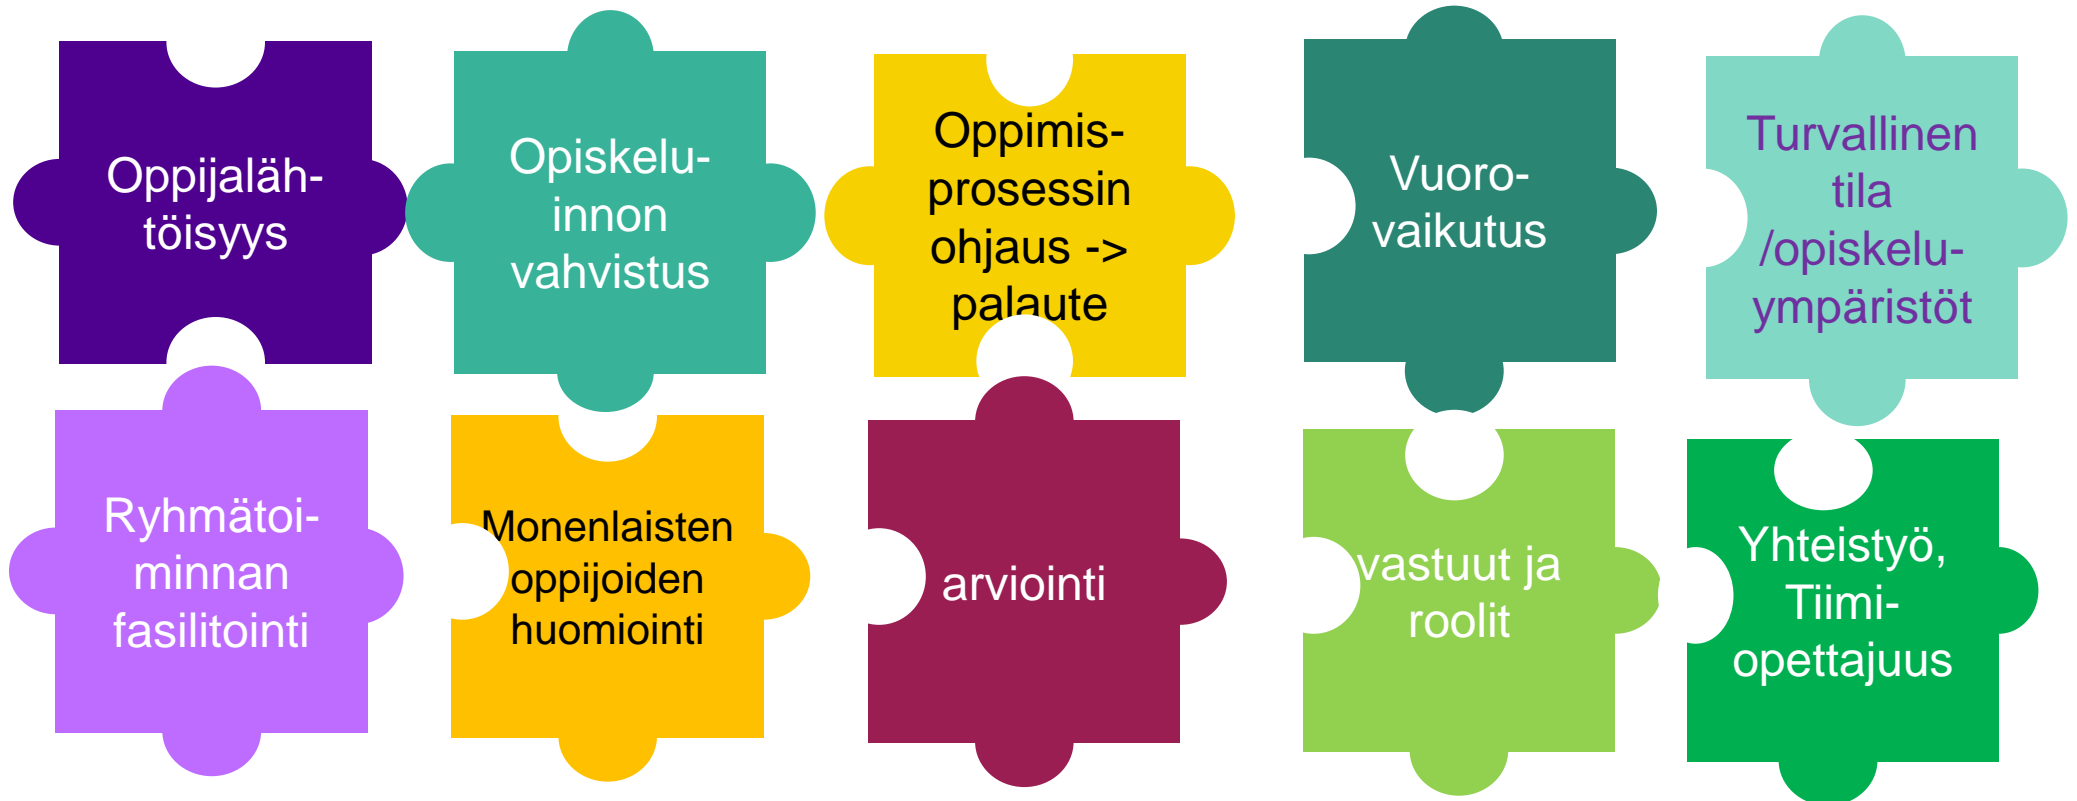 Oppijaläh-
töisyys
Opiskelu-
innon
vahvistus
Oppimis-
prosessin
ohjaus ->
palaute
Vuoro-
vaikutus
Turvallinen
tila
/opiskelu-
ympäristöt
Ryhmätoi-
minnan
fasilitointi
Monenlaisten
oppijoiden
huomiointi
arviointi
vastuut ja
roolit
Yhteistyö,
Tiimi-
opettajuus